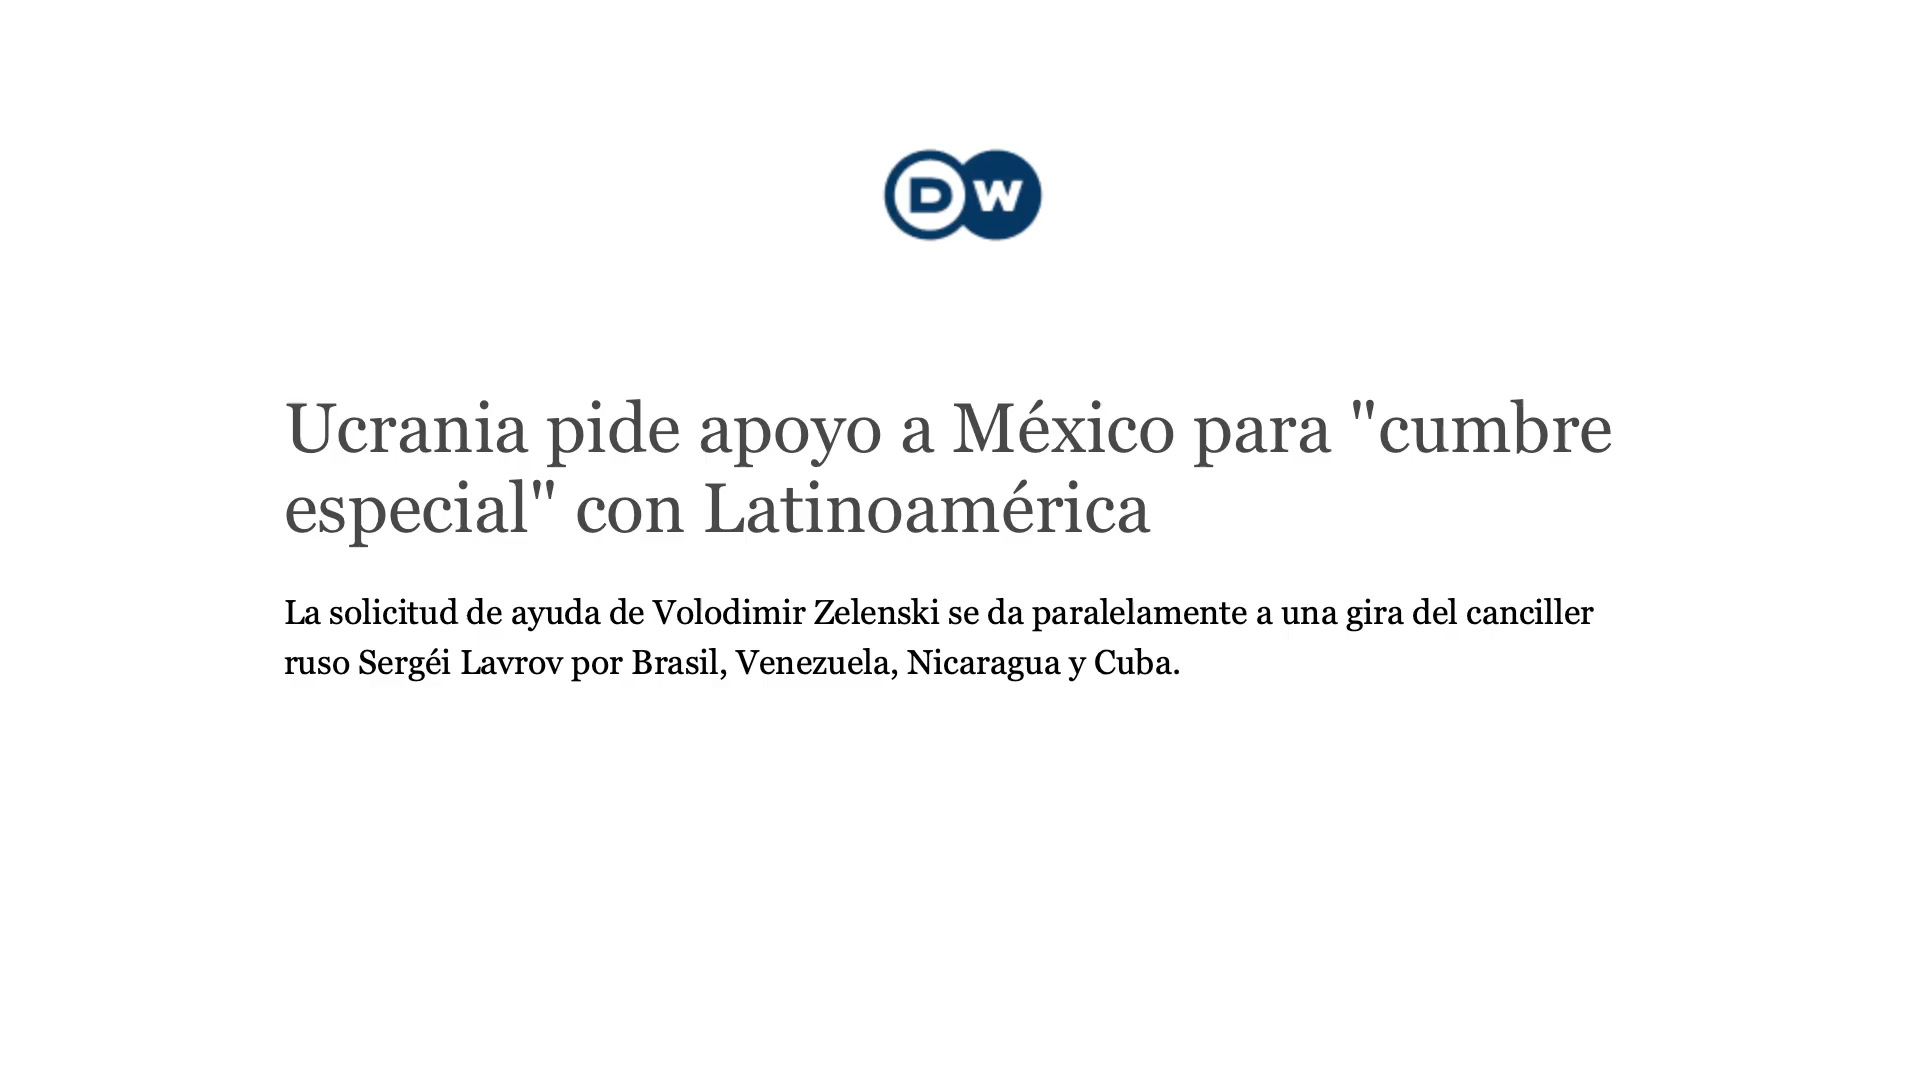 DW
Ucrania pide apoyo a México para "cumbre
especial" con Latinoamérica
La solicitud de ayuda de Volodimir Zelenski se da paralelamente a una gira del canciller
ruso Sergéi Lavrov por Brasil, Venezuela, Nicaragua y Cuba.